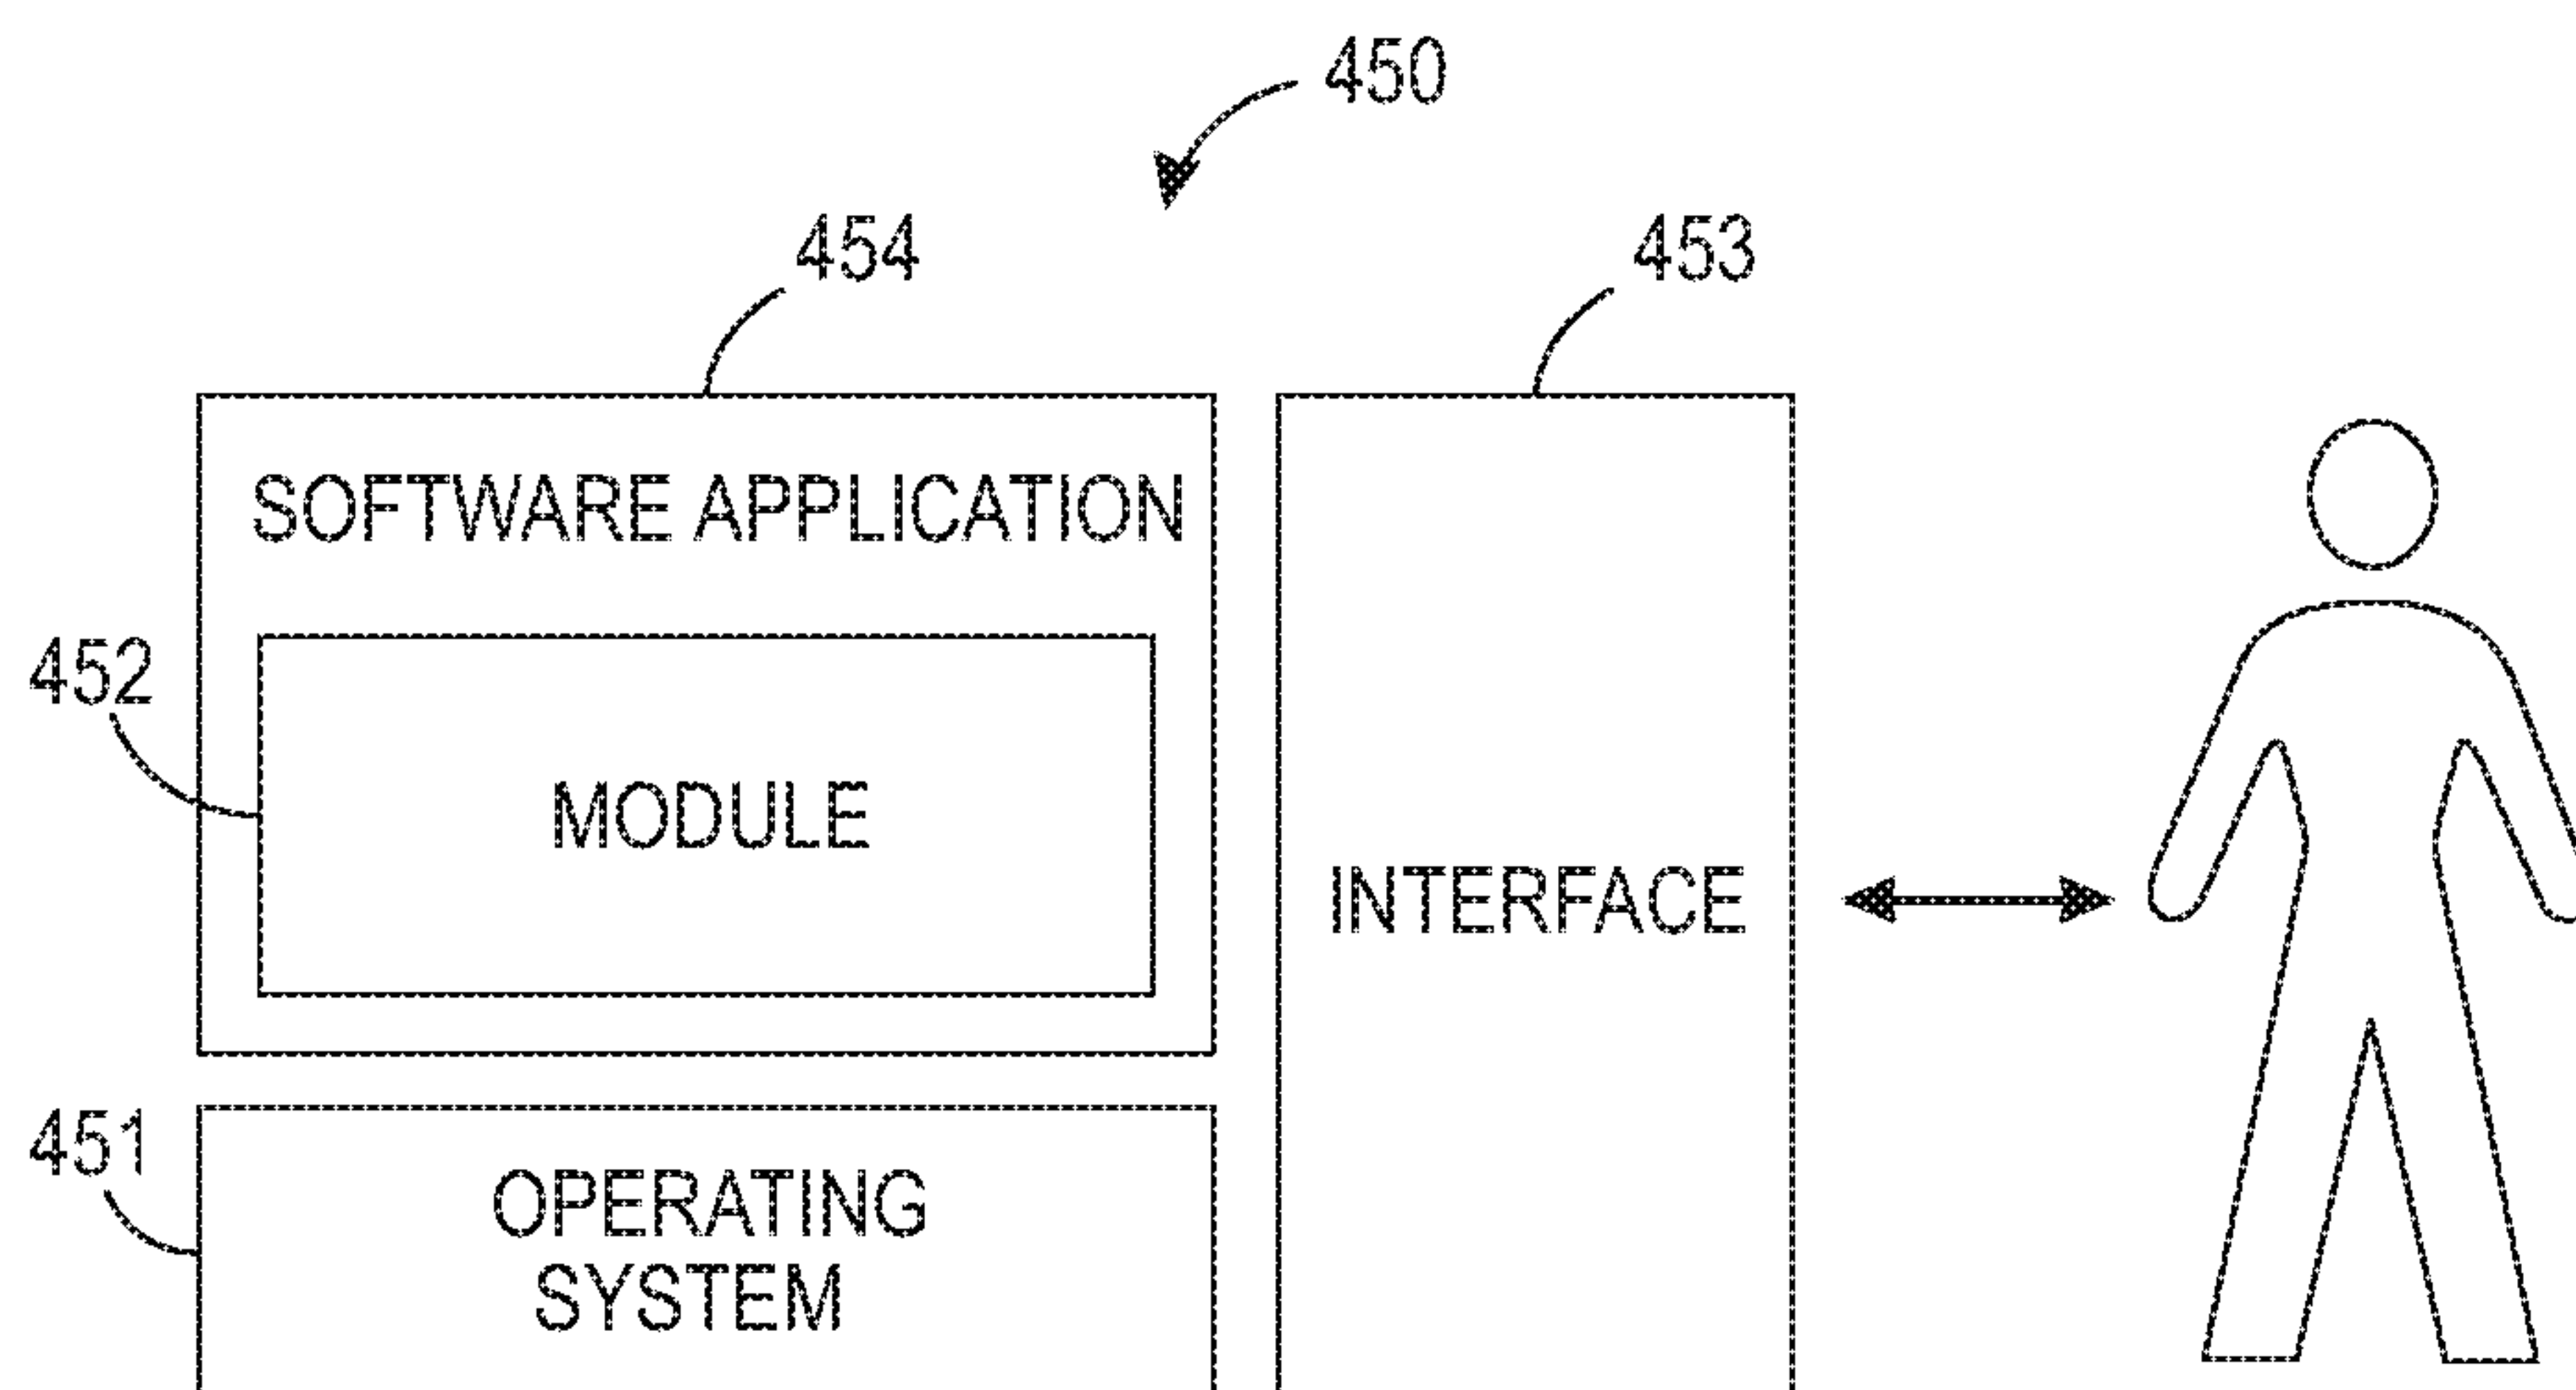 450
454
453
SOFTWARE APPLICATION
452
MODULE
INTERFACE
451
OPERATING
SYSTEM